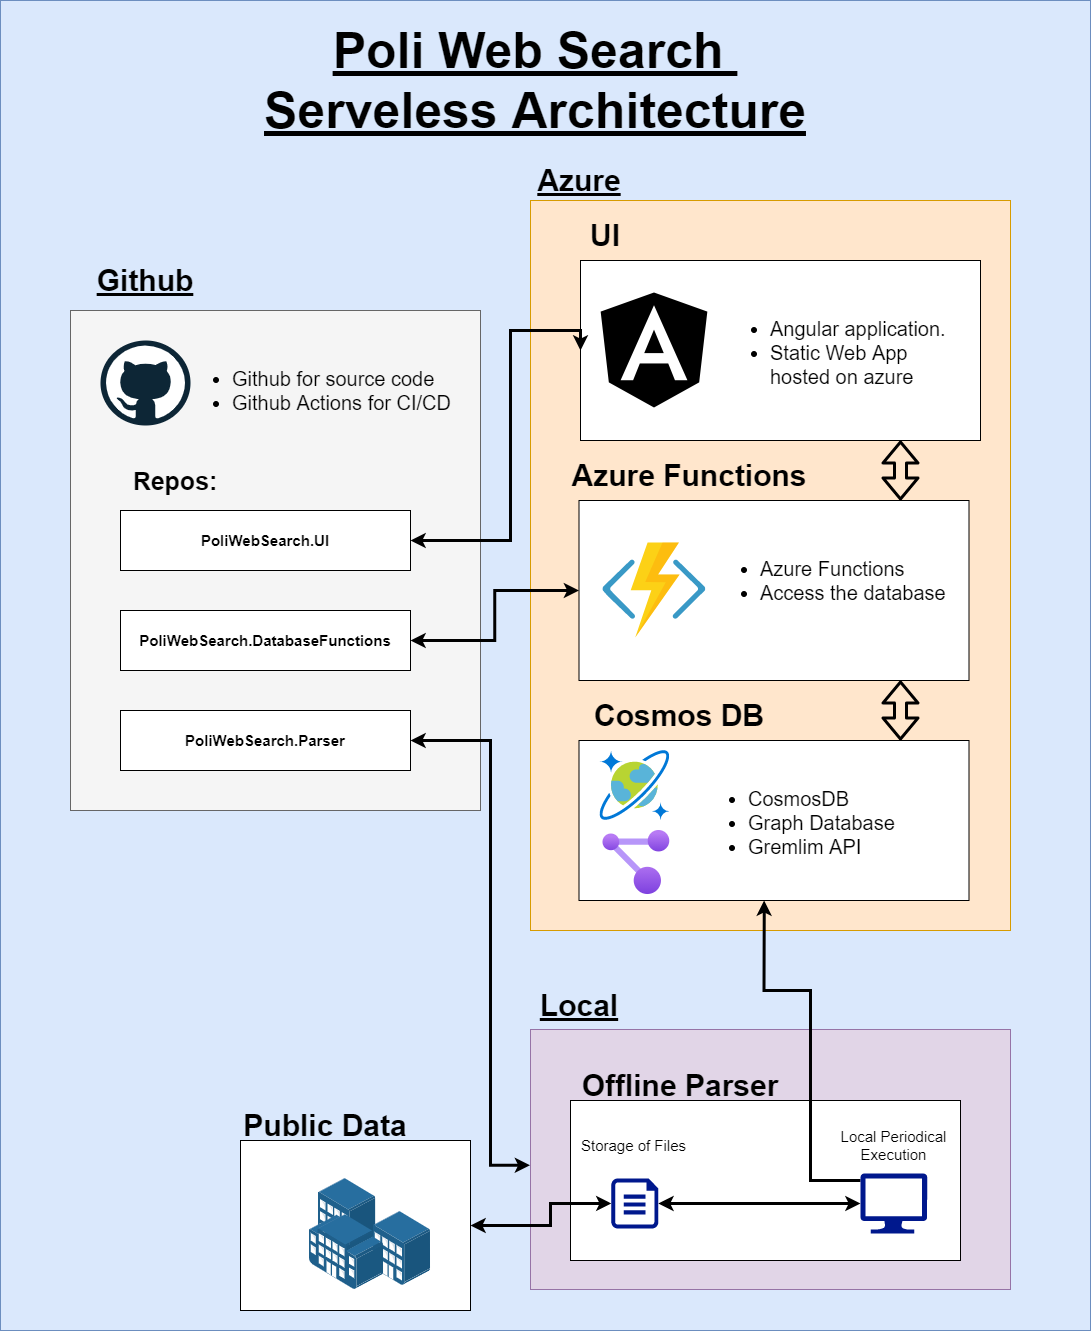 Poli Web Search
Serveless Architecture
Azure
UI
Angular application.
Static Web App
hosted on azure
Github
Github for source code
Github Actions for CI/CD
Repos:
PoliWebSearch.UI
PoliWebSearch.DatabaseFunctions
PoliWebSearch.Parser
Azure Functions
Azure Functions
Access the database
Cosmos DB
CosmosDB
Graph Database
Gremlim API
Local
Offline Parser
Storage of Files
Local Periodical
Execution
Public Data